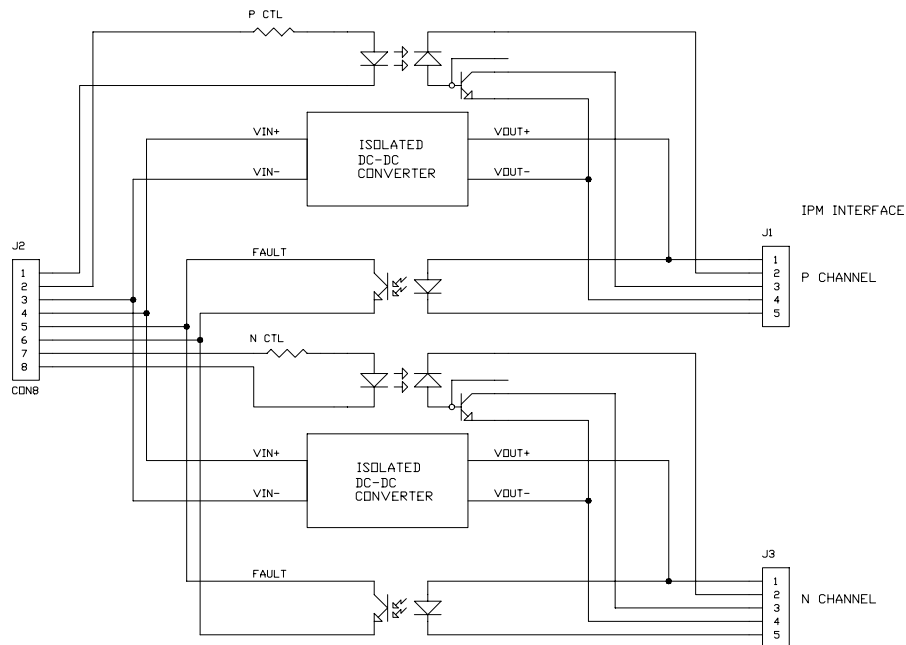 P CTL
VIN+
VOUT+
ISOLATED
DC-DC
CONVERTER
VIN-
VOUT-
IPM INTERFACE
J2
J1
FAULT
1
2
3
4
5
6
7
8
CON8
1
2
3
4
5
P CHANNEL
N CTL
VIN+
VOUT+
ISOLATED
DC-DC
CONVERTER
VIN-
VOUT-
J3
FAULT
1
2
3
4
5
N CHANNEL